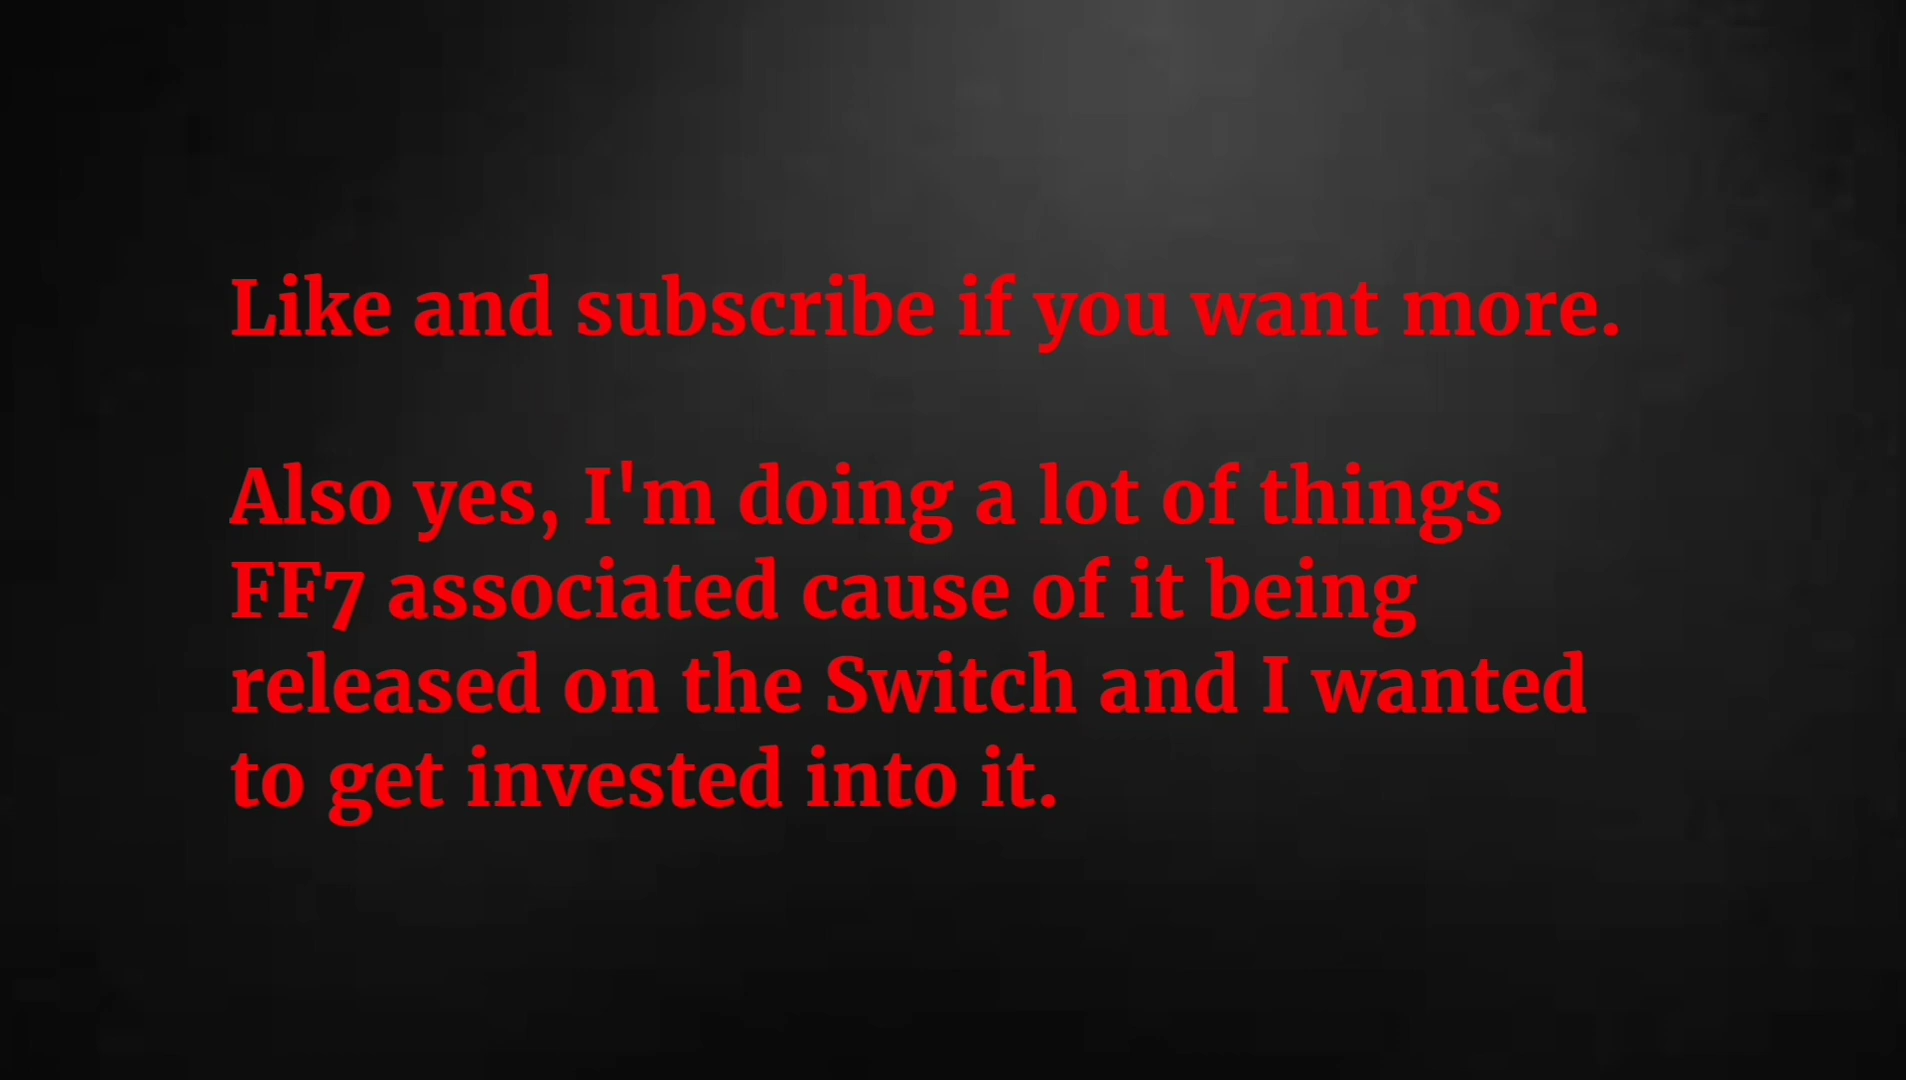 Like and subscribe if you want more.
Also yes, I'm doing a lot of things
FF7 associated cause of it being
released on the Switch and I wanted
to get invested into it.